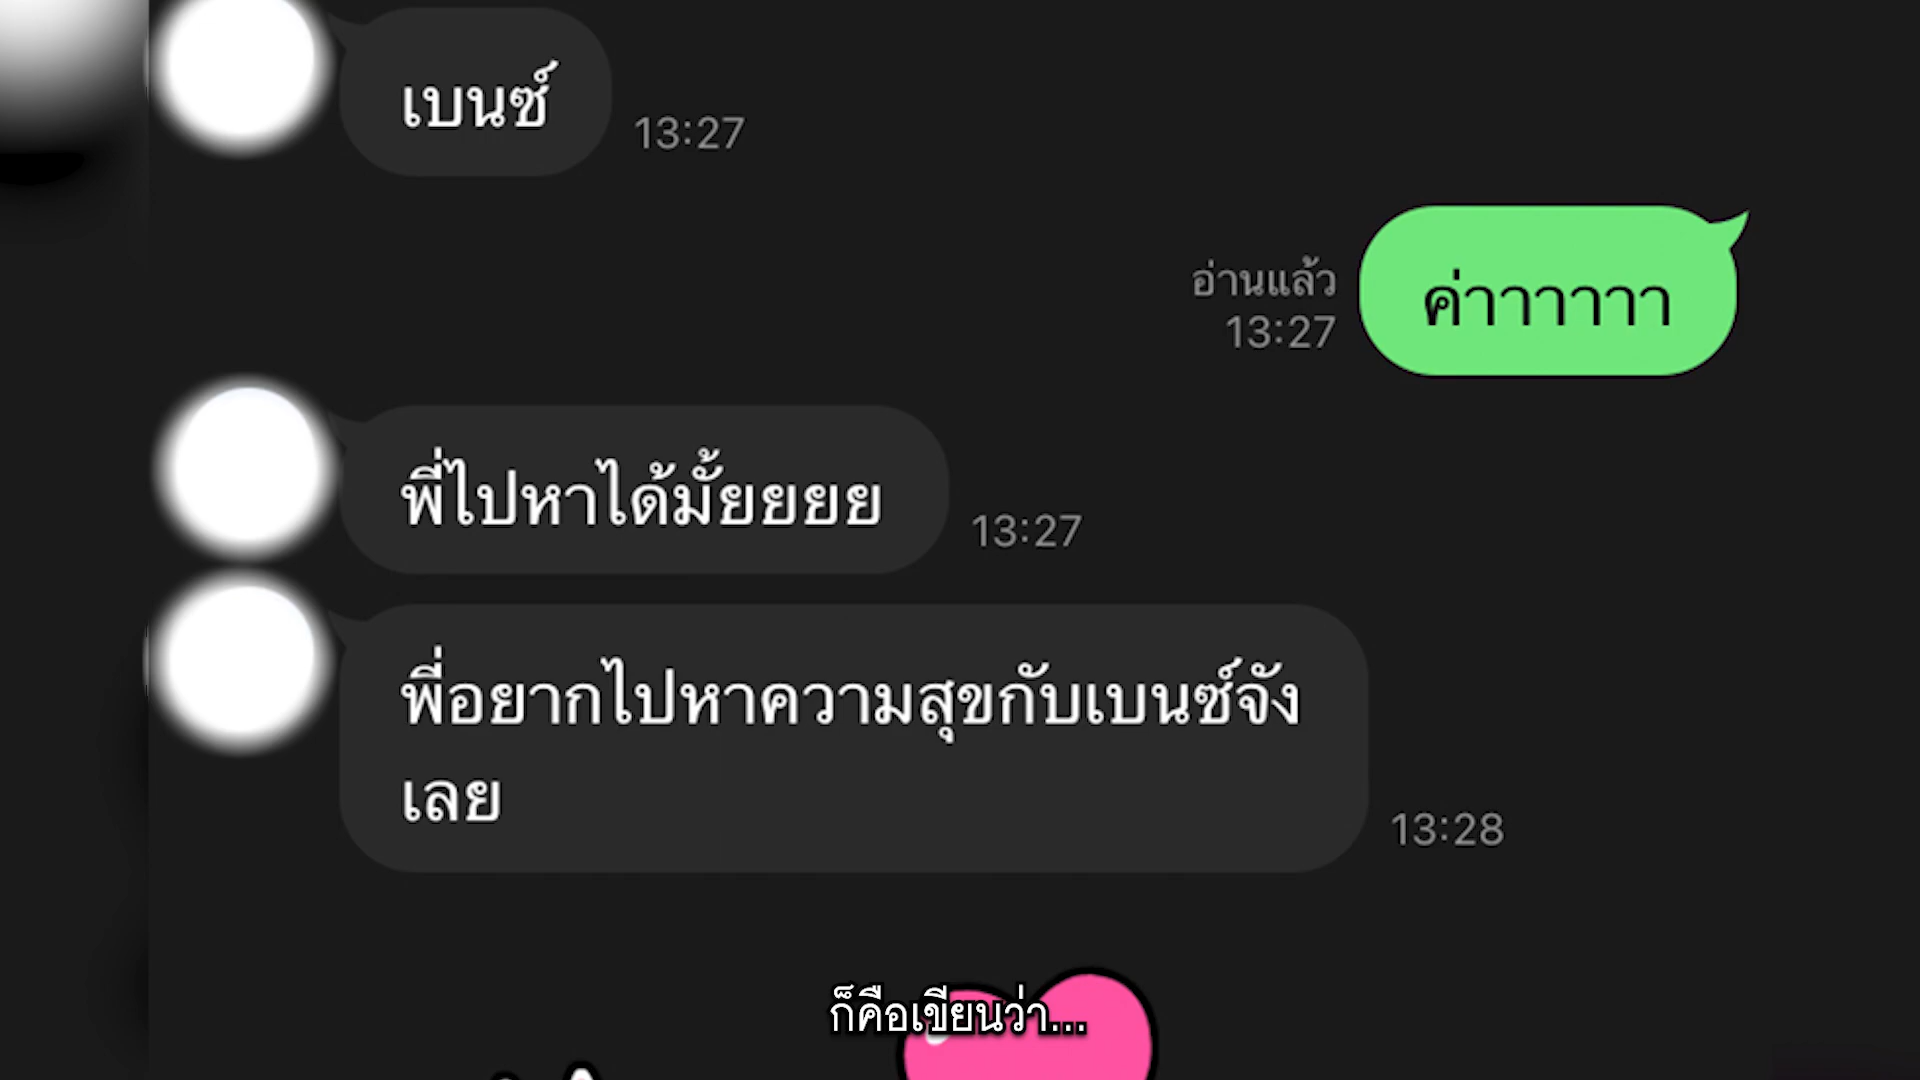 เบนซ์
13:27
อ่านแล้ว
13:27
ค่าาาาาา
พี่ไปหาได้มั้ยยยย
13:27
พี่อยากไปหาความสุขกับเบนซ์จัง
เลย
13:28
ก็คือเขียนว่า...